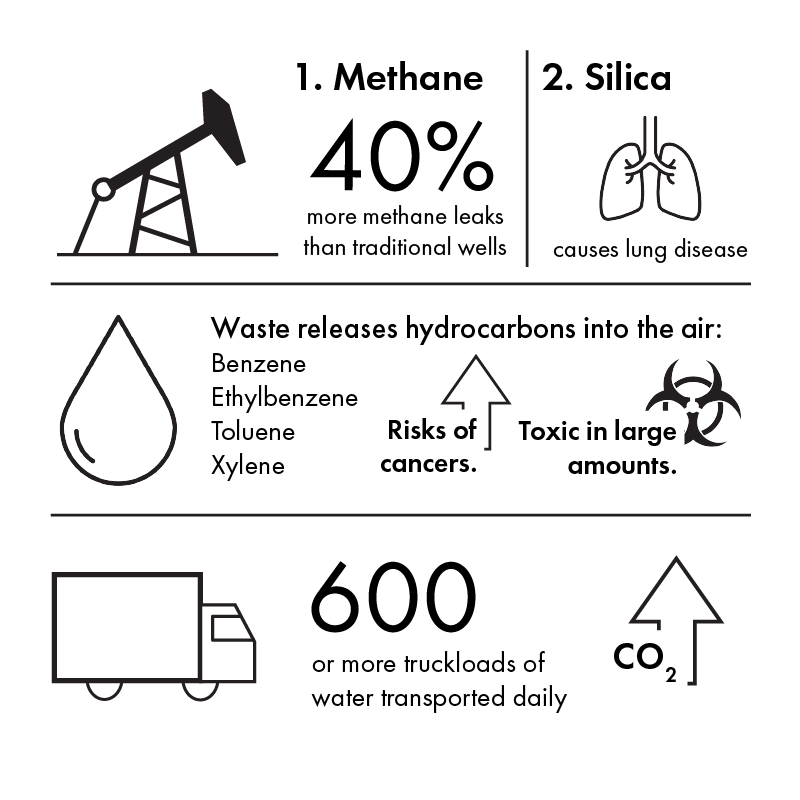 1. Methane
40%
more methane leaks
than traditional wells
2. Silica
causes lung disease
Waste releases hydrocarbons into the air:
Benzene
Ethylbenzene
Toluene
Xylene
Risks of
cancers.
Toxic in large
amounts.
600
or more truckloads of
water transported daily
CO2